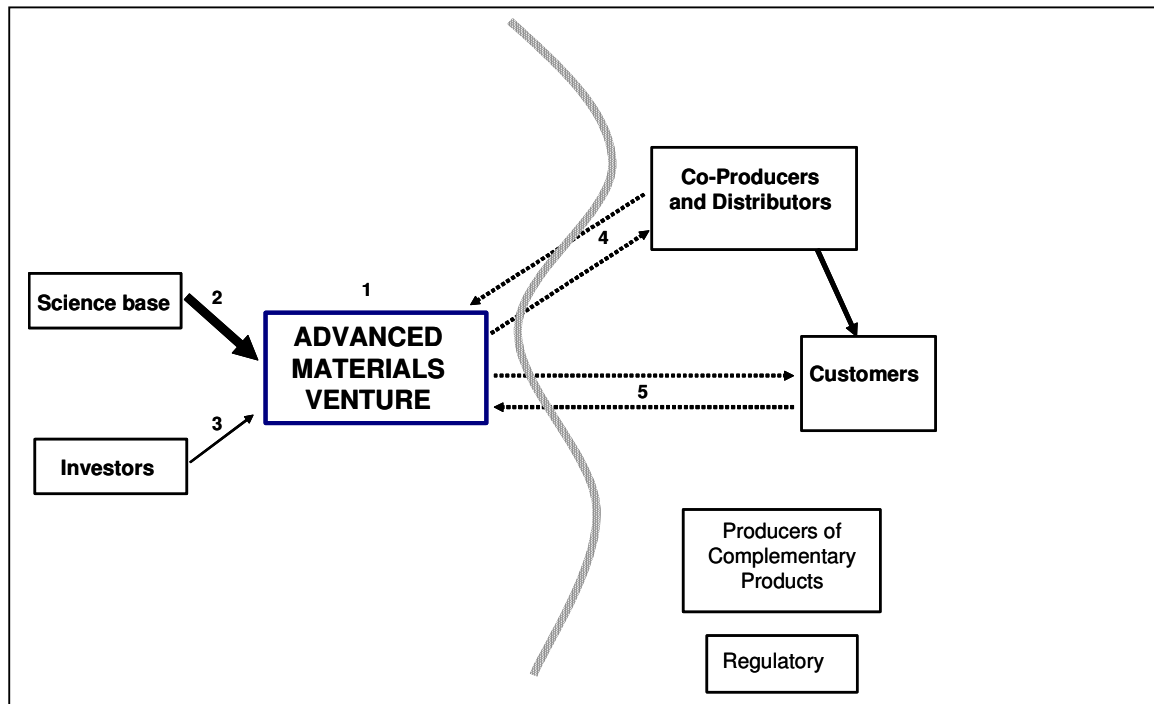 Co-Producers
and Distributors
4
1
Science base
2
ADVANCED
MATERIALS
VENTURE
Customers
5
3
Investors
Producers of
Complementary
Products
Regulatory